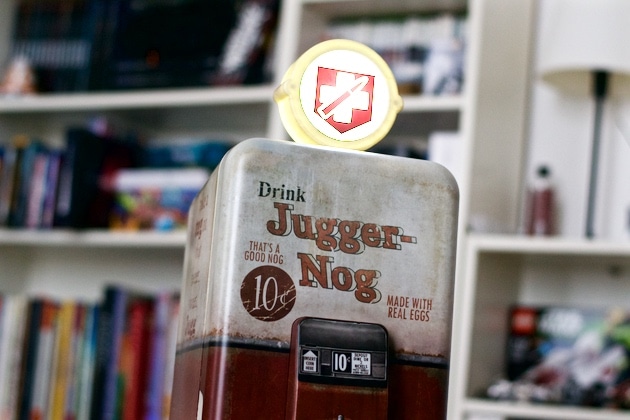 Drink
Jugger-
Nog
THAT'S A
GOOD NOG
10¢
MADE WITH
REAL EGGS
10¢